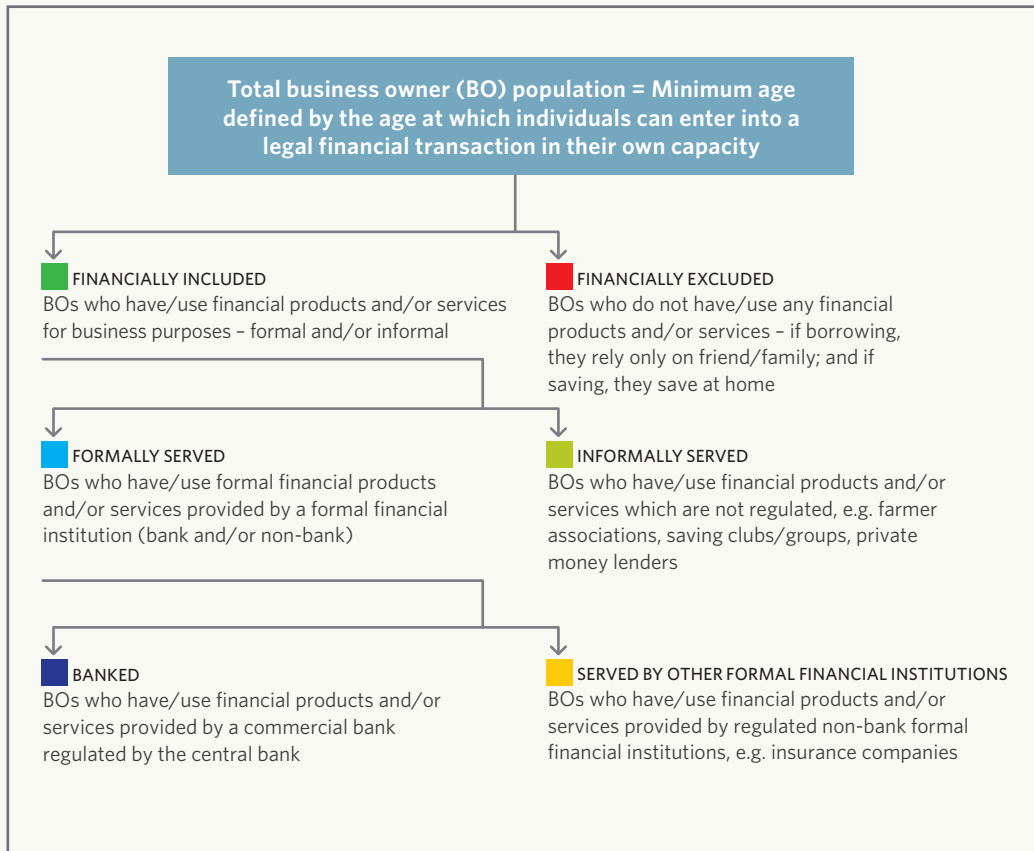 Total business owner (BO) population = Minimum age
defined by the age at which individuals can enter into a
legal financial transaction in their own capacity
FINANCIALLY INCLUDED
BOs who have/use financial products and/or services
for business purposes – formal and/or informal
FINANCIALLY EXCLUDED
BOs who do not have/use any financial
products and/or services – if borrowing,
they rely only on friend/family; and if
saving, they save at home
FORMALLY SERVED
BOs who have/use formal financial products
and/or services provided by a formal financial
institution (bank and/or non-bank)
INFORMALLY SERVED
BOs who have/use financial products and/or
services which are not regulated, e.g. farmer
associations, saving clubs/groups, private
money lenders
BANKED
BOs who have/use financial products and/or
services provided by a commercial bank
regulated by the central bank
SERVED BY OTHER FORMAL FINANCIAL INSTITUTIONS
BOs who have/use financial products and/or
services provided by regulated non-bank formal
financial institutions, e.g. insurance companies